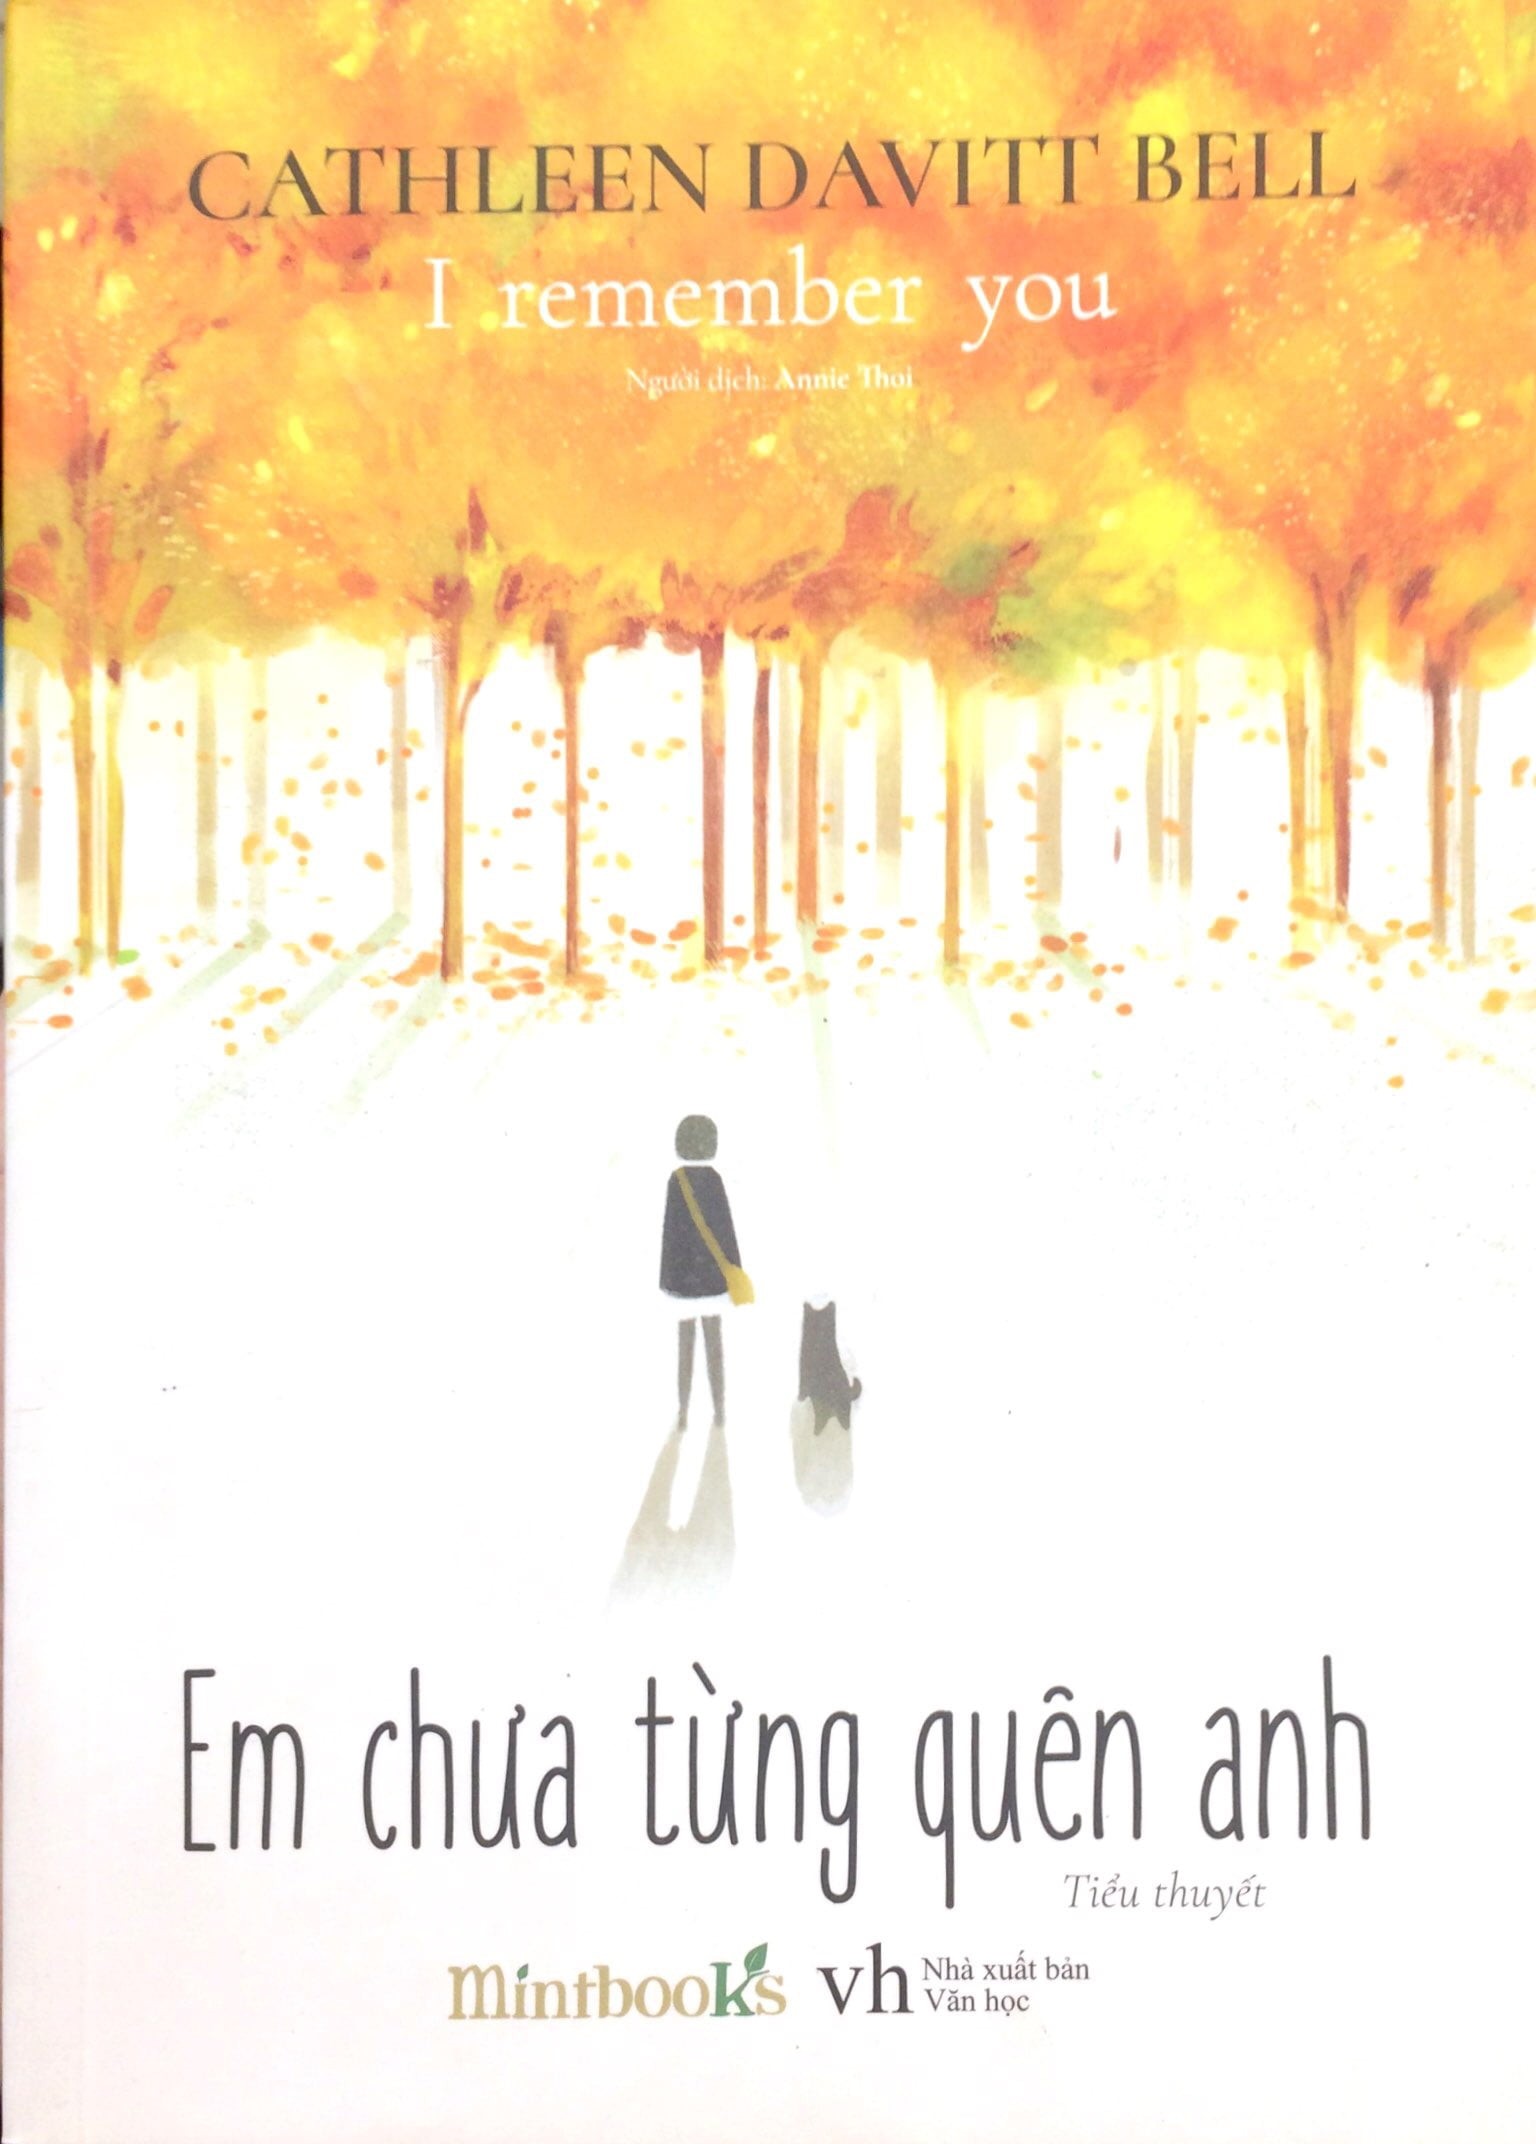 CATHLEEN DAVITT BELL
I remember you
Người dịch: Annie Thoi
Em chưa từng quên anh
Tiểu thuyết
mintbooks
vh Nhà xuất bản
Văn học